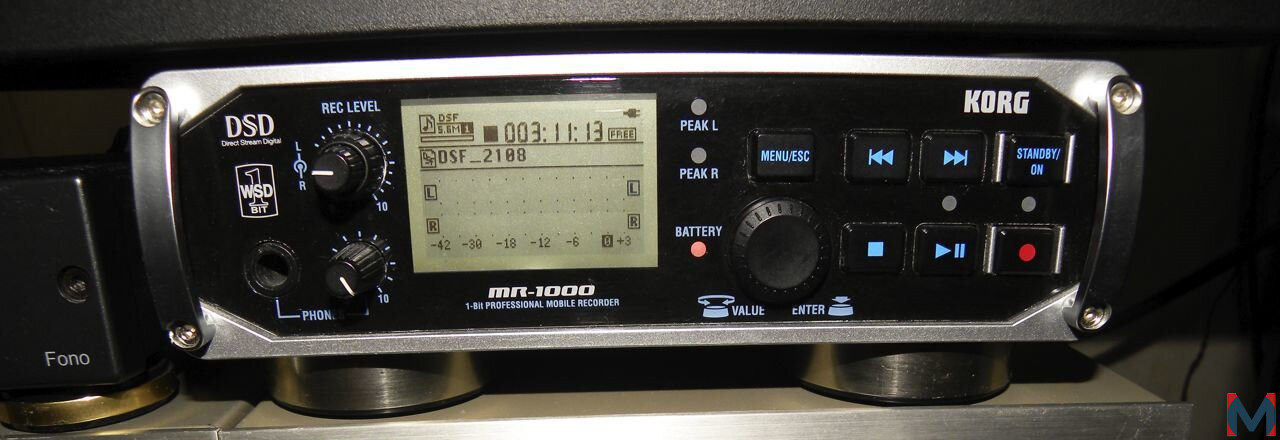 REC LEVEL
DSD
Direct Stream Digital
L
R
10
1
WSD
BIT
10
PHONES
DSF
5.6M 1
003:11:13 FREE
DSF_2108
L
L
R
R
-42 -30 -18 -12 -6 0 +3
MR-1000
1-Bit PROFESSIONAL MOBILE RECORDER
PEAK L
PEAK R
BATTERY
MENU/ESC
KORG
STANDBY/
ON
VALUE ENTER
Fono
M